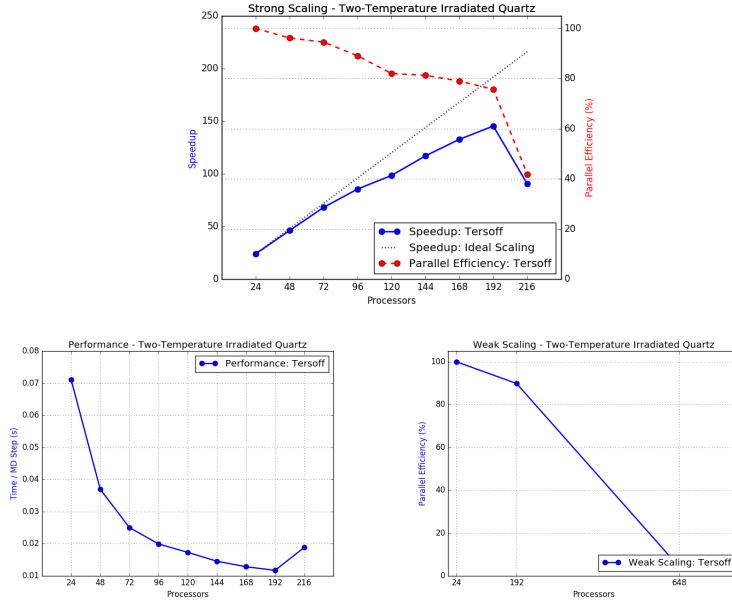 Strong Scaling - Two-Temperature Irradiated Quartz
250
200
150
100
50
0
Speedup
100
80
60
40
20
0
Parallel Efficiency (%)
Speedup: Tersoff
Speedup: Ideal Scaling
Parallel Efficiency: Tersoff
24 48 72 96 120 144 168 192 216
Processors
Performance - Two-Temperature Irradiated Quartz
0.08
0.07
0.06
0.05
0.04
0.03
0.02
0.01
Time / MD Step (s)
Performance: Tersoff
24 48 72 96 120 144 168 192 216
Processors
Weak Scaling - Two-Temperature Irradiated Quartz
100
80
60
40
20
0
Parallel Efficiency (%)
Weak Scaling: Tersoff
24 192 648
Processors